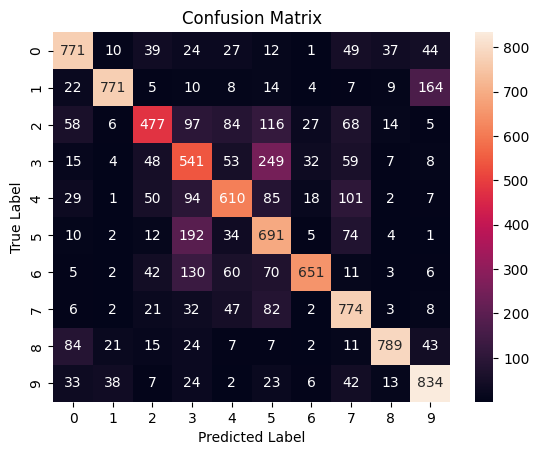 Confusion Matrix
0 771 10 39 24 27 12 1 49 37 44
1 22 771 5 10 8 14 4 7 9 164
2 58 6 477 97 84 116 27 68 14 5
3 15 4 48 541 53 249 32 59 7 8
4 29 1 50 94 610 85 18 101 2 7
5 10 2 12 192 34 691 5 74 4 1
6 5 2 42 130 60 70 651 11 3 6
7 6 2 21 32 47 82 2 774 3 8
8 84 21 15 24 7 7 2 11 789 43
9 33 38 7 24 2 23 6 42 13 834
0 1 2 3 4 5 6 7 8 9
True Label
Predicted Label
800
700
600
500
400
300
200
100